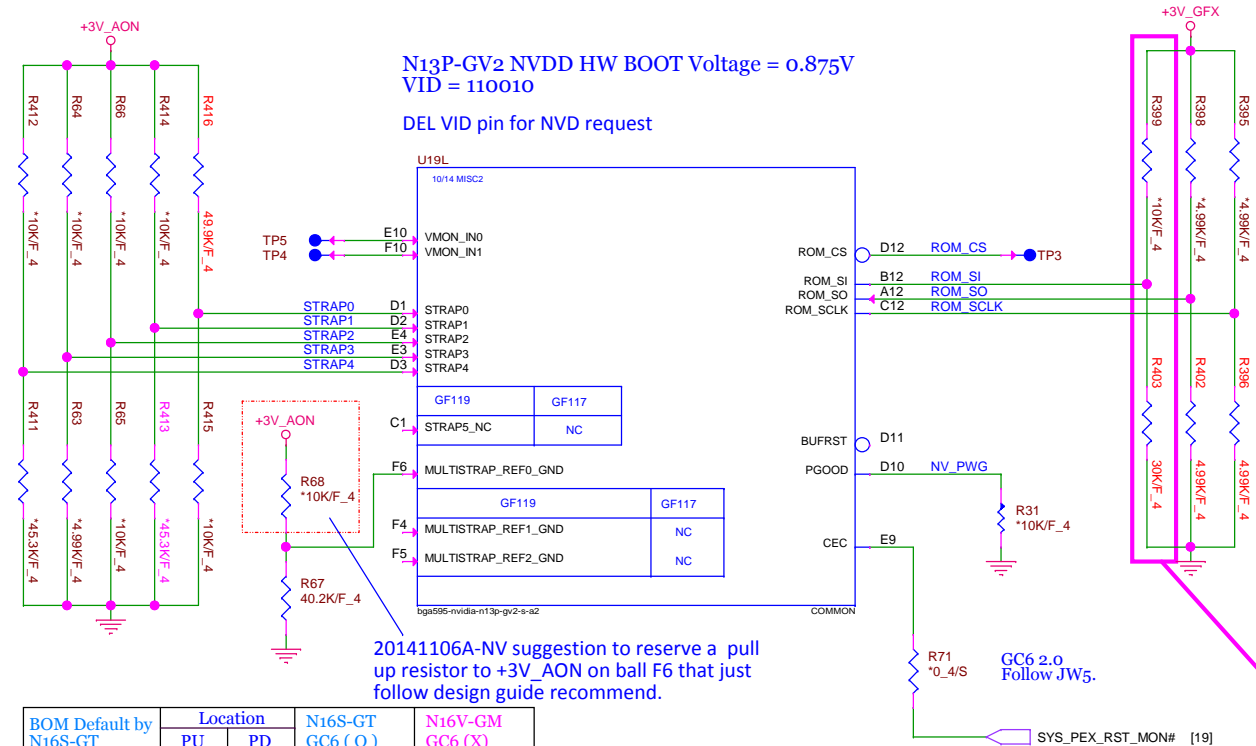 +3V_AON
+3V_GFX
N13P-GV2 NVDD HW BOOT Voltage = 0.875V
VID = 110010
DEL VID pin for NVD request
R412
R64
R66
R414
R416
*10K/F_4
*10K/F_4
*10K/F_4
*10K/F_4
49.9K/F_4
R399
R398
R395
*10K/F_4
*4.99K/F_4
*4.99K/F_4
U19L
10/14 MISC2
TP5
E10
VMON_IN0
TP4
F10
VMON_IN1
ROM_CS
D12
ROM_CS
TP3
ROM_SI
B12
ROM_SI
ROM_SO
A12
ROM_SO
ROM_SCLK
C12
ROM_SCLK
STRAP0
D1
STRAP0
STRAP1
D2
STRAP1
STRAP2
E4
STRAP2
STRAP3
E3
STRAP3
STRAP4
D3
STRAP4
R411
R63
R65
R413
R415
*45.3K/F_4
*4.99K/F_4
*10K/F_4
*45.3K/F_4
*10K/F_4
R403
R402
R396
30K/F_4
4.99K/F_4
4.99K/F_4
GF119
GF117
C1
STRAP5_NC
NC
+3V_AON
R68
*10K/F_4
F6
MULTISTRAP_REF0_GND
BUFRST
D11
PGOOD
D10
NV_PWG
R31
*10K/F_4
GF119
GF117
F4
MULTISTRAP_REF1_GND
NC
F5
MULTISTRAP_REF2_GND
NC
CEC
E9
R67
40.2K/F_4
bga595-nvidia-n13p-gv2-s-a2
COMMON
20141106A-NV suggestion to reserve a pull
up resistor to +3V_AON on ball F6 that just
follow design guide recommend.
R71
*0_4/S
GC6 2.0
Follow JW5.
SYS_PEX_RST_MON# [19]
BOM Default by
N16S-GT
Location
PU
PD
N16S-GT
GC6 ( O )
N16V-GM
GC6 (X)